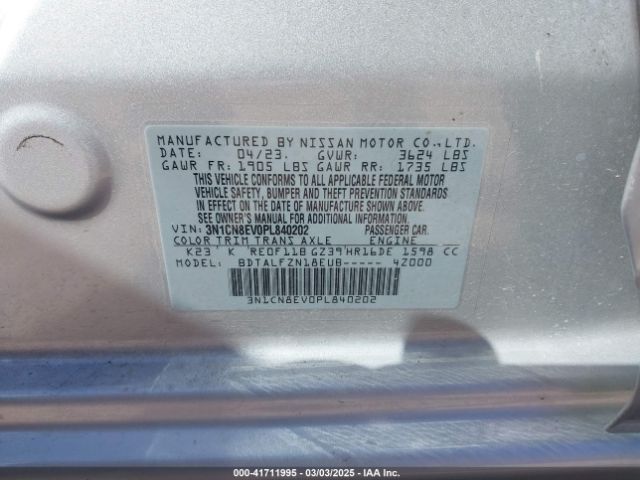 MANUFACTURED BY NISSAN MOTOR CO.,LTD.
DATE: 04/23. GVWR: 3624 LBS
GAWR FR: 1905 LBS GAWR RR: 1735 LBS
THIS VEHICLE CONFORMS TO ALL APPLICABLE FEDERAL MOTOR
VEHICLE SAFETY, BUMPER AND THEFT PREVENTION STANDARDS
IN EFFECT ON THE DATE OF MANUFACTURE SHOWN ABOVE.
SEE OWNER'S MANUAL FOR ADDITIONAL INFORMATION
VIN: 3N1CN8EV0PL840202 PASSENGER CAR.
COLOR TRIM TRANS AXLE ENGINE
K23 K RE0F11B GZ39 HR16DE 1598 CC
MODEL: BDTALFZN18EUB----- 4Z000
3N1CN8EV0PL840202
000-41711995 | 03/03/2025 - IAA Inc.